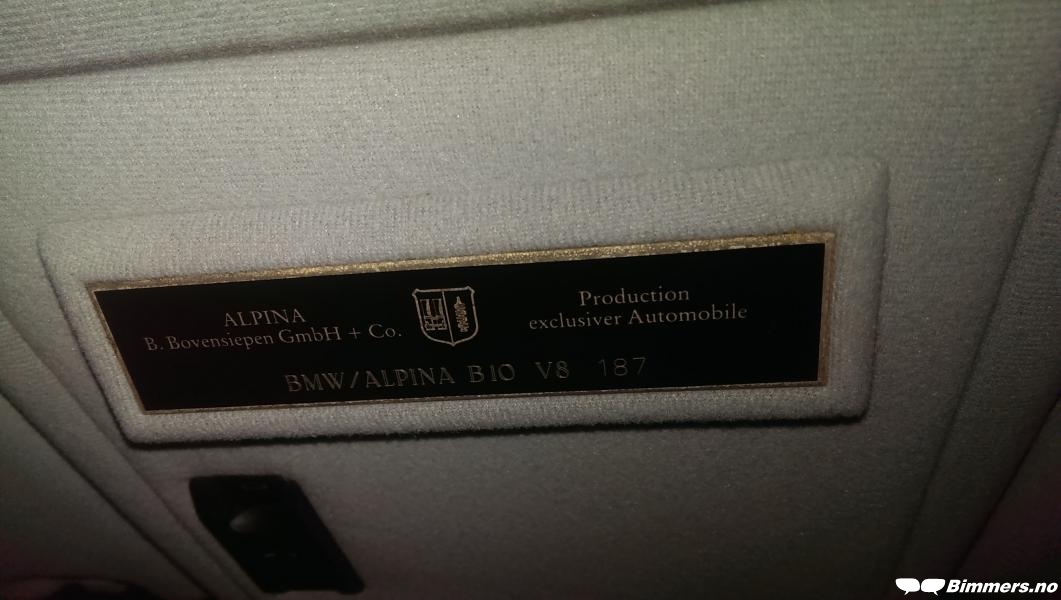 ALPINA
B. Bovensiepen GmbH + Co.
Production
exclusiver Automobile
BMW/ALPINA B10 V8 187
Bimmers.no